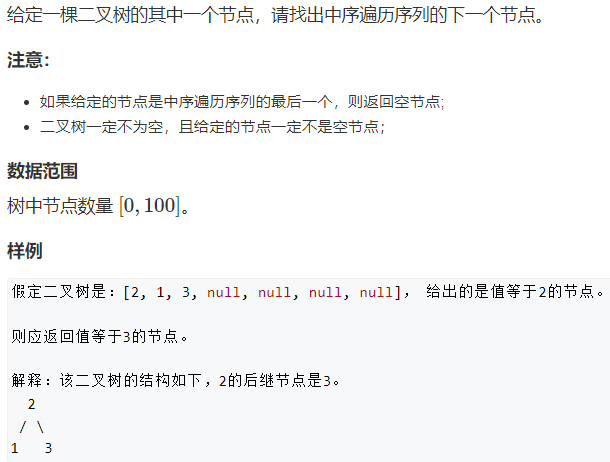 给定一棵二叉树的其中一个节点，请找出中序遍历序列的下一个节点。
注意：
• 如果给定的节点是中序遍历序列的最后一个，则返回空节点;
• 二叉树一定不为空，且给定的节点一定不是空节点；
数据范围
树中节点数量 [0, 100]。
样例
假定二叉树是：[2, 1, 3, null, null, null, null]， 给出的是值等于2的节点。
则应返回值等于3的节点。
解释：该二叉树的结构如下，2的后继节点是3。
2
/ \
1 3